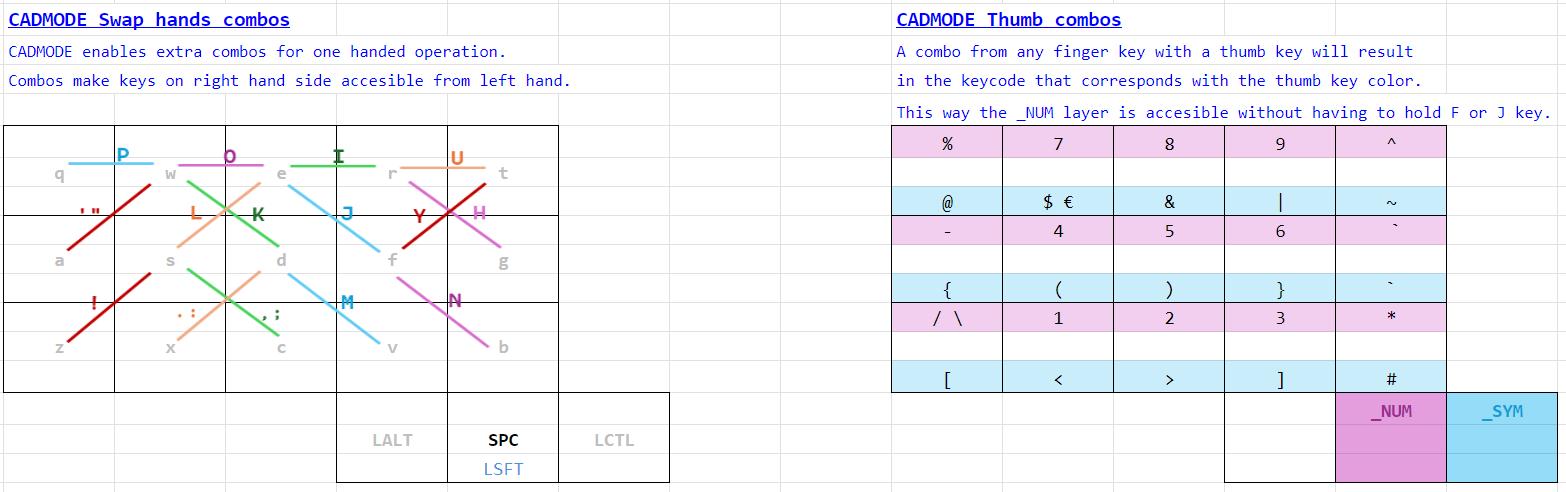 CADMODE Swap hands combos
CADMODE enables extra combos for one handed operation.
Combos make keys on right hand side accesible from left hand.
P O I U
q w e r t
'" L K J Y H
a s d f g
! .: ,; M N
z x c v b
LALT SPC LCTL
LSFT
CADMODE Thumb combos
A combo from any finger key with a thumb key will result
in the keycode that corresponds with the thumb key color.
This way the _NUM layer is accesible without having to hold F or J key.
% 7 8 9 ^
@ $ € & | ~
- 4 5 6 `
{ ( ) } `
/ \ 1 2 3 *
[ < > ] #
_NUM _SYM